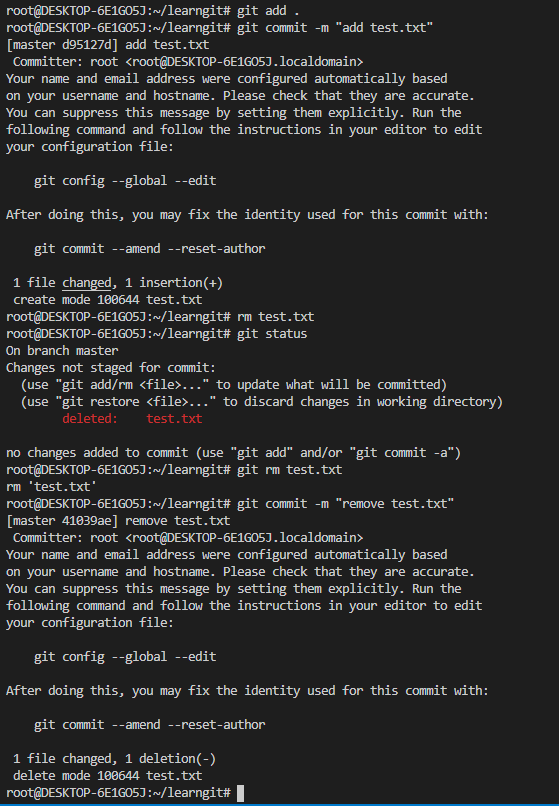 root@DESKTOP-6E1GO5J:~/learngit# git add .
root@DESKTOP-6E1GO5J:~/learngit# git commit -m "add test.txt"
[master d95127d] add test.txt
 Committer: root <root@DESKTOP-6E1GO5J.localdomain>
Your name and email address were configured automatically based
on your username and hostname. Please check that they are accurate.
You can suppress this message by setting them explicitly. Run the
following command and follow the instructions in your editor to edit
your configuration file:

    git config --global --edit

After doing this, you may fix the identity used for this commit with:

    git commit --amend --reset-author

 1 file changed, 1 insertion(+)
 create mode 100644 test.txt
root@DESKTOP-6E1GO5J:~/learngit# rm test.txt
root@DESKTOP-6E1GO5J:~/learngit# git status
On branch master
Changes not staged for commit:
  (use "git add/rm <file>..." to update what will be committed)
  (use "git restore <file>..." to discard changes in working directory)
        deleted:    test.txt

no changes added to commit (use "git add" and/or "git commit -a")
root@DESKTOP-6E1GO5J:~/learngit# git rm test.txt
rm 'test.txt'
root@DESKTOP-6E1GO5J:~/learngit# git commit -m "remove test.txt"
[master 41039ae] remove test.txt
 Committer: root <root@DESKTOP-6E1GO5J.localdomain>
Your name and email address were configured automatically based
on your username and hostname. Please check that they are accurate.
You can suppress this message by setting them explicitly. Run the
following command and follow the instructions in your editor to edit
your configuration file:

    git config --global --edit

After doing this, you may fix the identity used for this commit with:

    git commit --amend --reset-author

 1 file changed, 1 deletion(-)
 delete mode 100644 test.txt
root@DESKTOP-6E1GO5J:~/learngit#